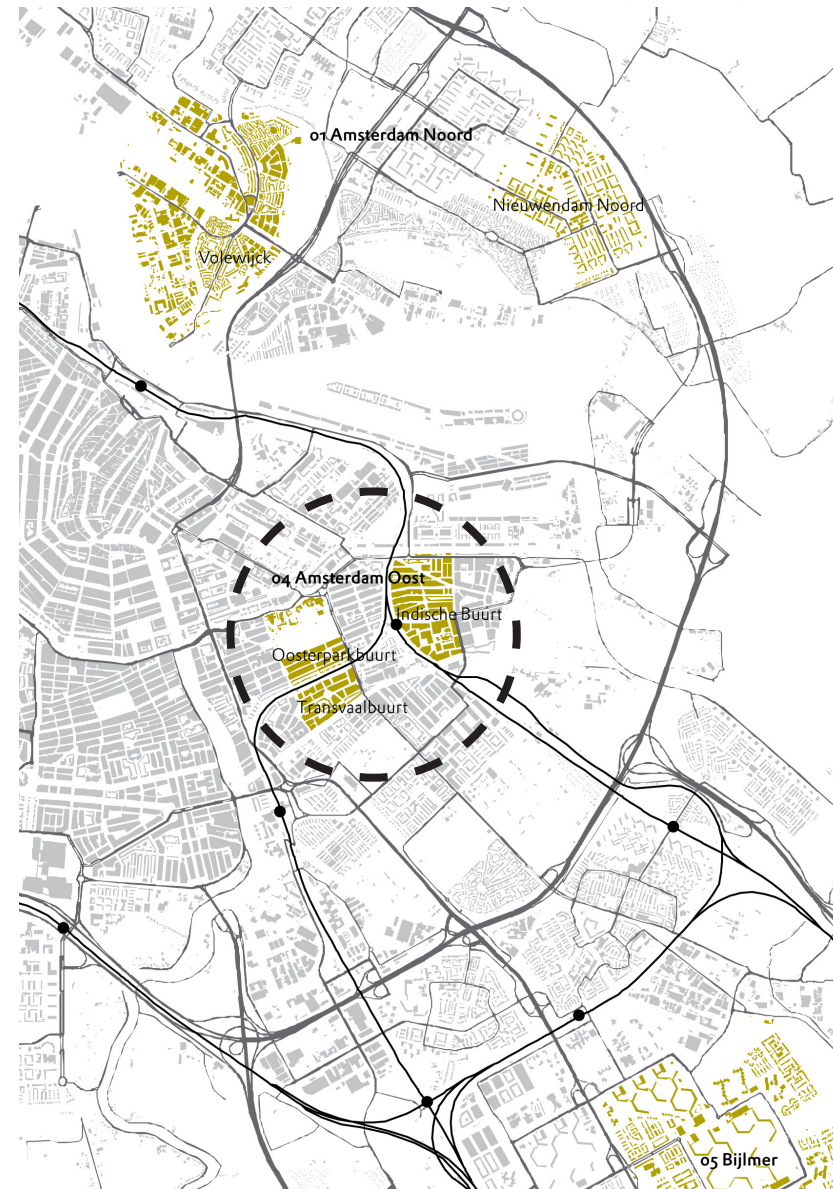 01 Amsterdam Noord
Nieuwendam Noord
Volewijck
04 Amsterdam Oost
Indische Buurt
Oosterparkbuurt
Transvaalbuurt
05 Bijlmer